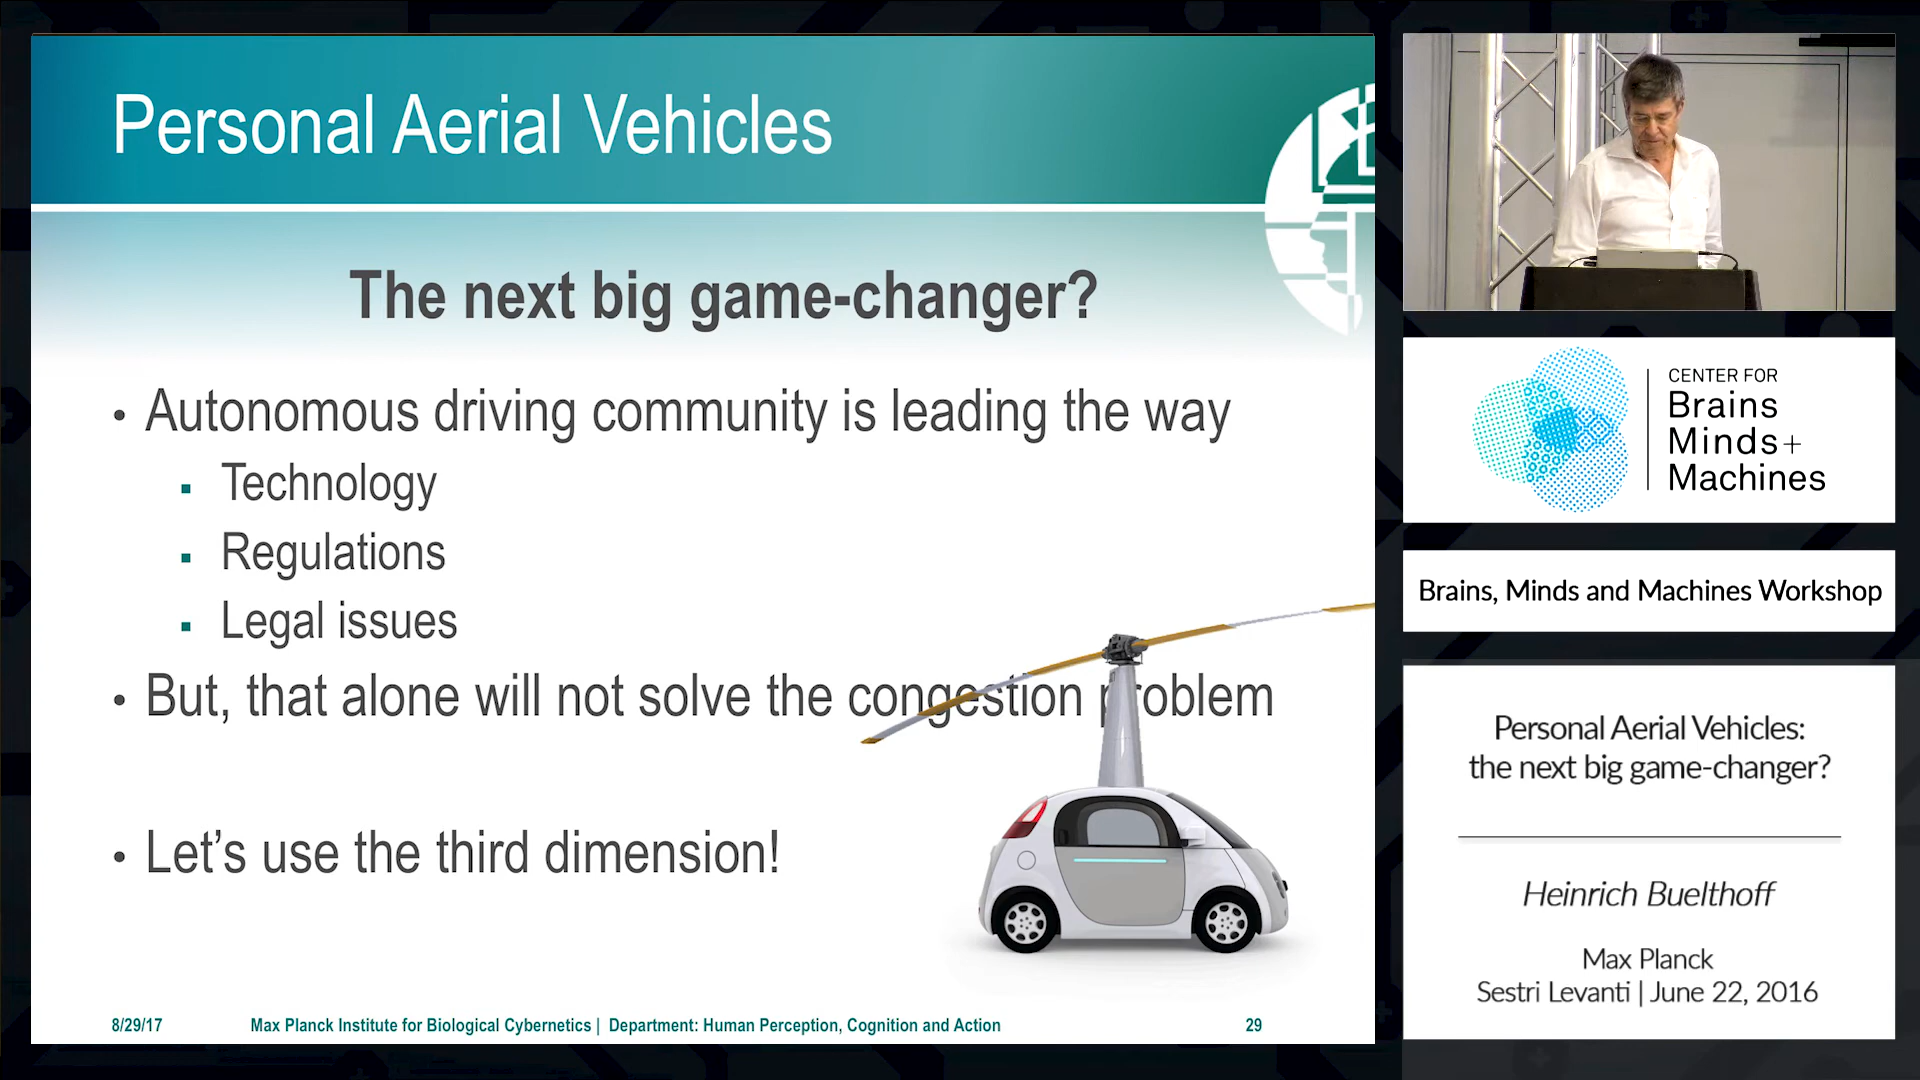 Personal Aerial Vehicles
The next big game-changer?
• Autonomous driving community is leading the way
▪ Technology
▪ Regulations
▪ Legal issues
• But, that alone will not solve the congestion problem
• Let's use the third dimension!
8/29/17 Max Planck Institute for Biological Cybernetics | Department: Human Perception, Cognition and Action 29
CENTER FOR
Brains
Minds+
Machines
Brains, Minds and Machines Workshop
Personal Aerial Vehicles:
the next big game-changer?
Heinrich Buelthoff
Max Planck
Sestri Levanti | June 22, 2016